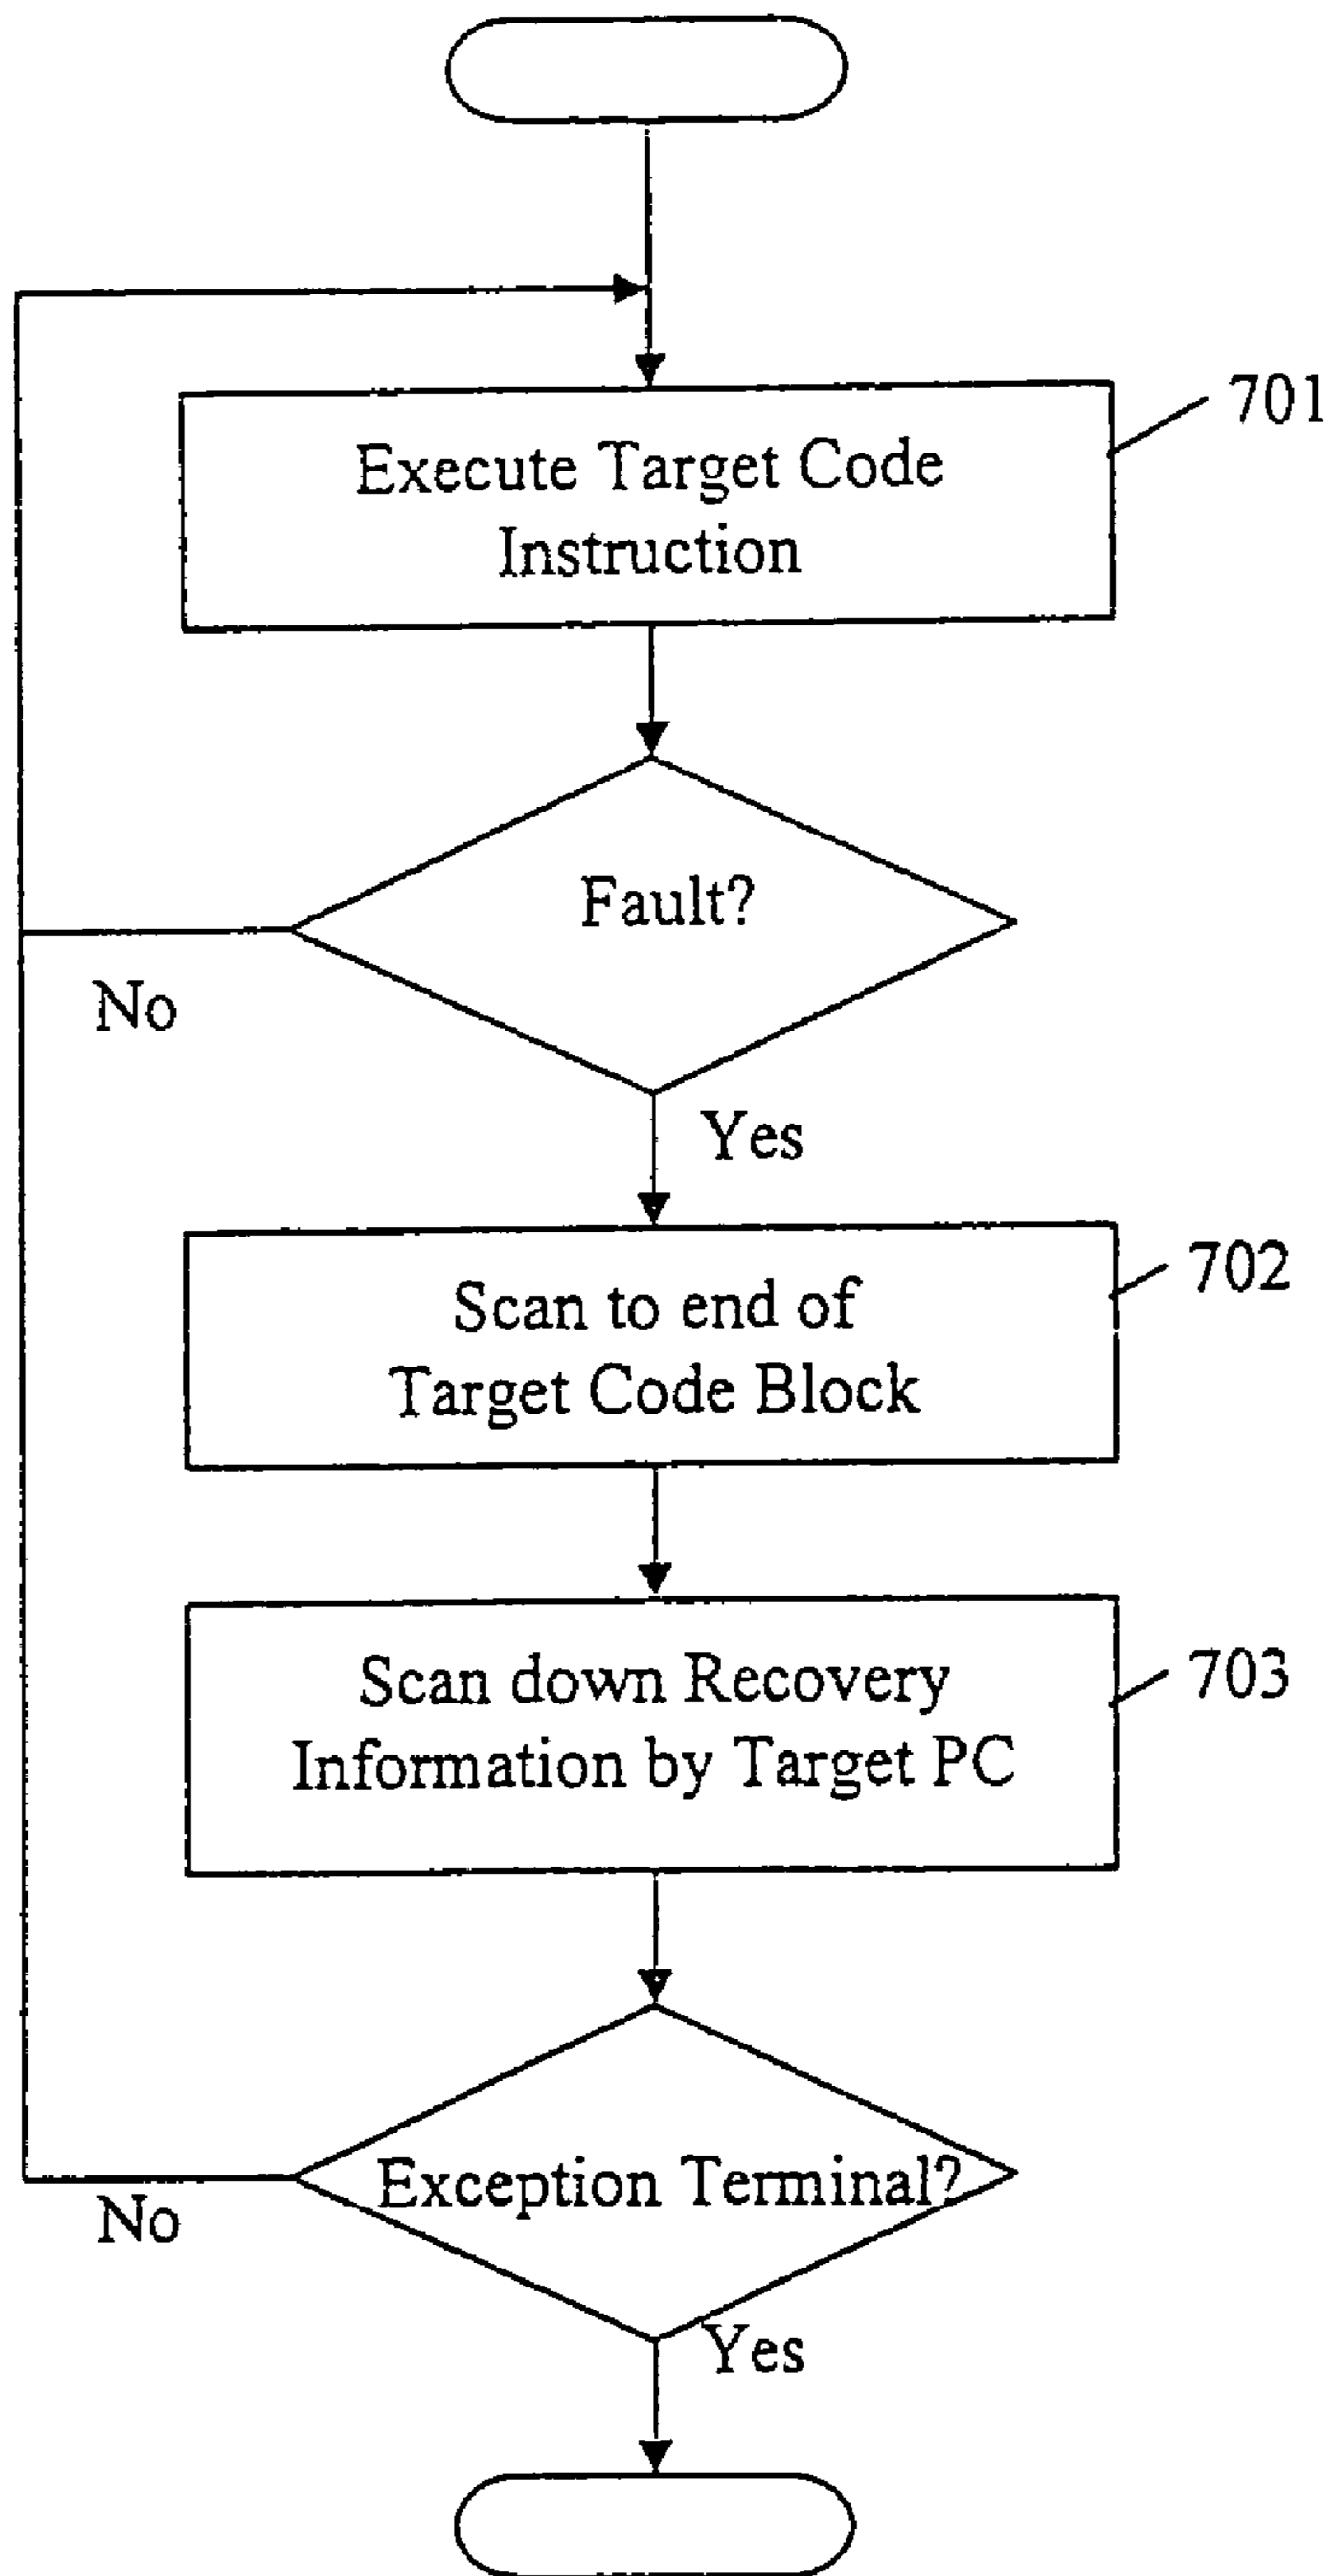 701
Execute Target Code
Instruction
Fault?
No
Yes
702
Scan to end of
Target Code Block
703
Scan down Recovery
Information by Target PC
Exception Terminal?
No
Yes